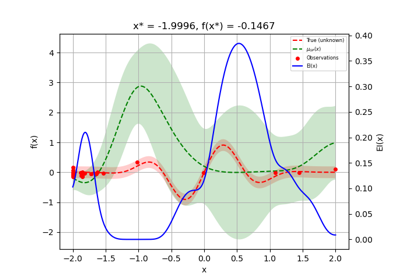 x* = -1.9996, f(x*) = -0.1467
True (unknown)
μ_GP(x)
Observations
EI(x)
4
3
2
1
0
−1
−2
f(x)
0.40
0.35
0.30
0.25
0.20
0.15
0.10
0.05
0.00
EI(x)
−2.0 −1.5 −1.0 −0.5 0.0 0.5 1.0 1.5 2.0
x